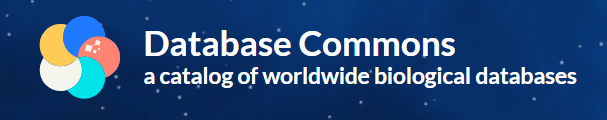 Database Commons
a catalog of worldwide biological databases